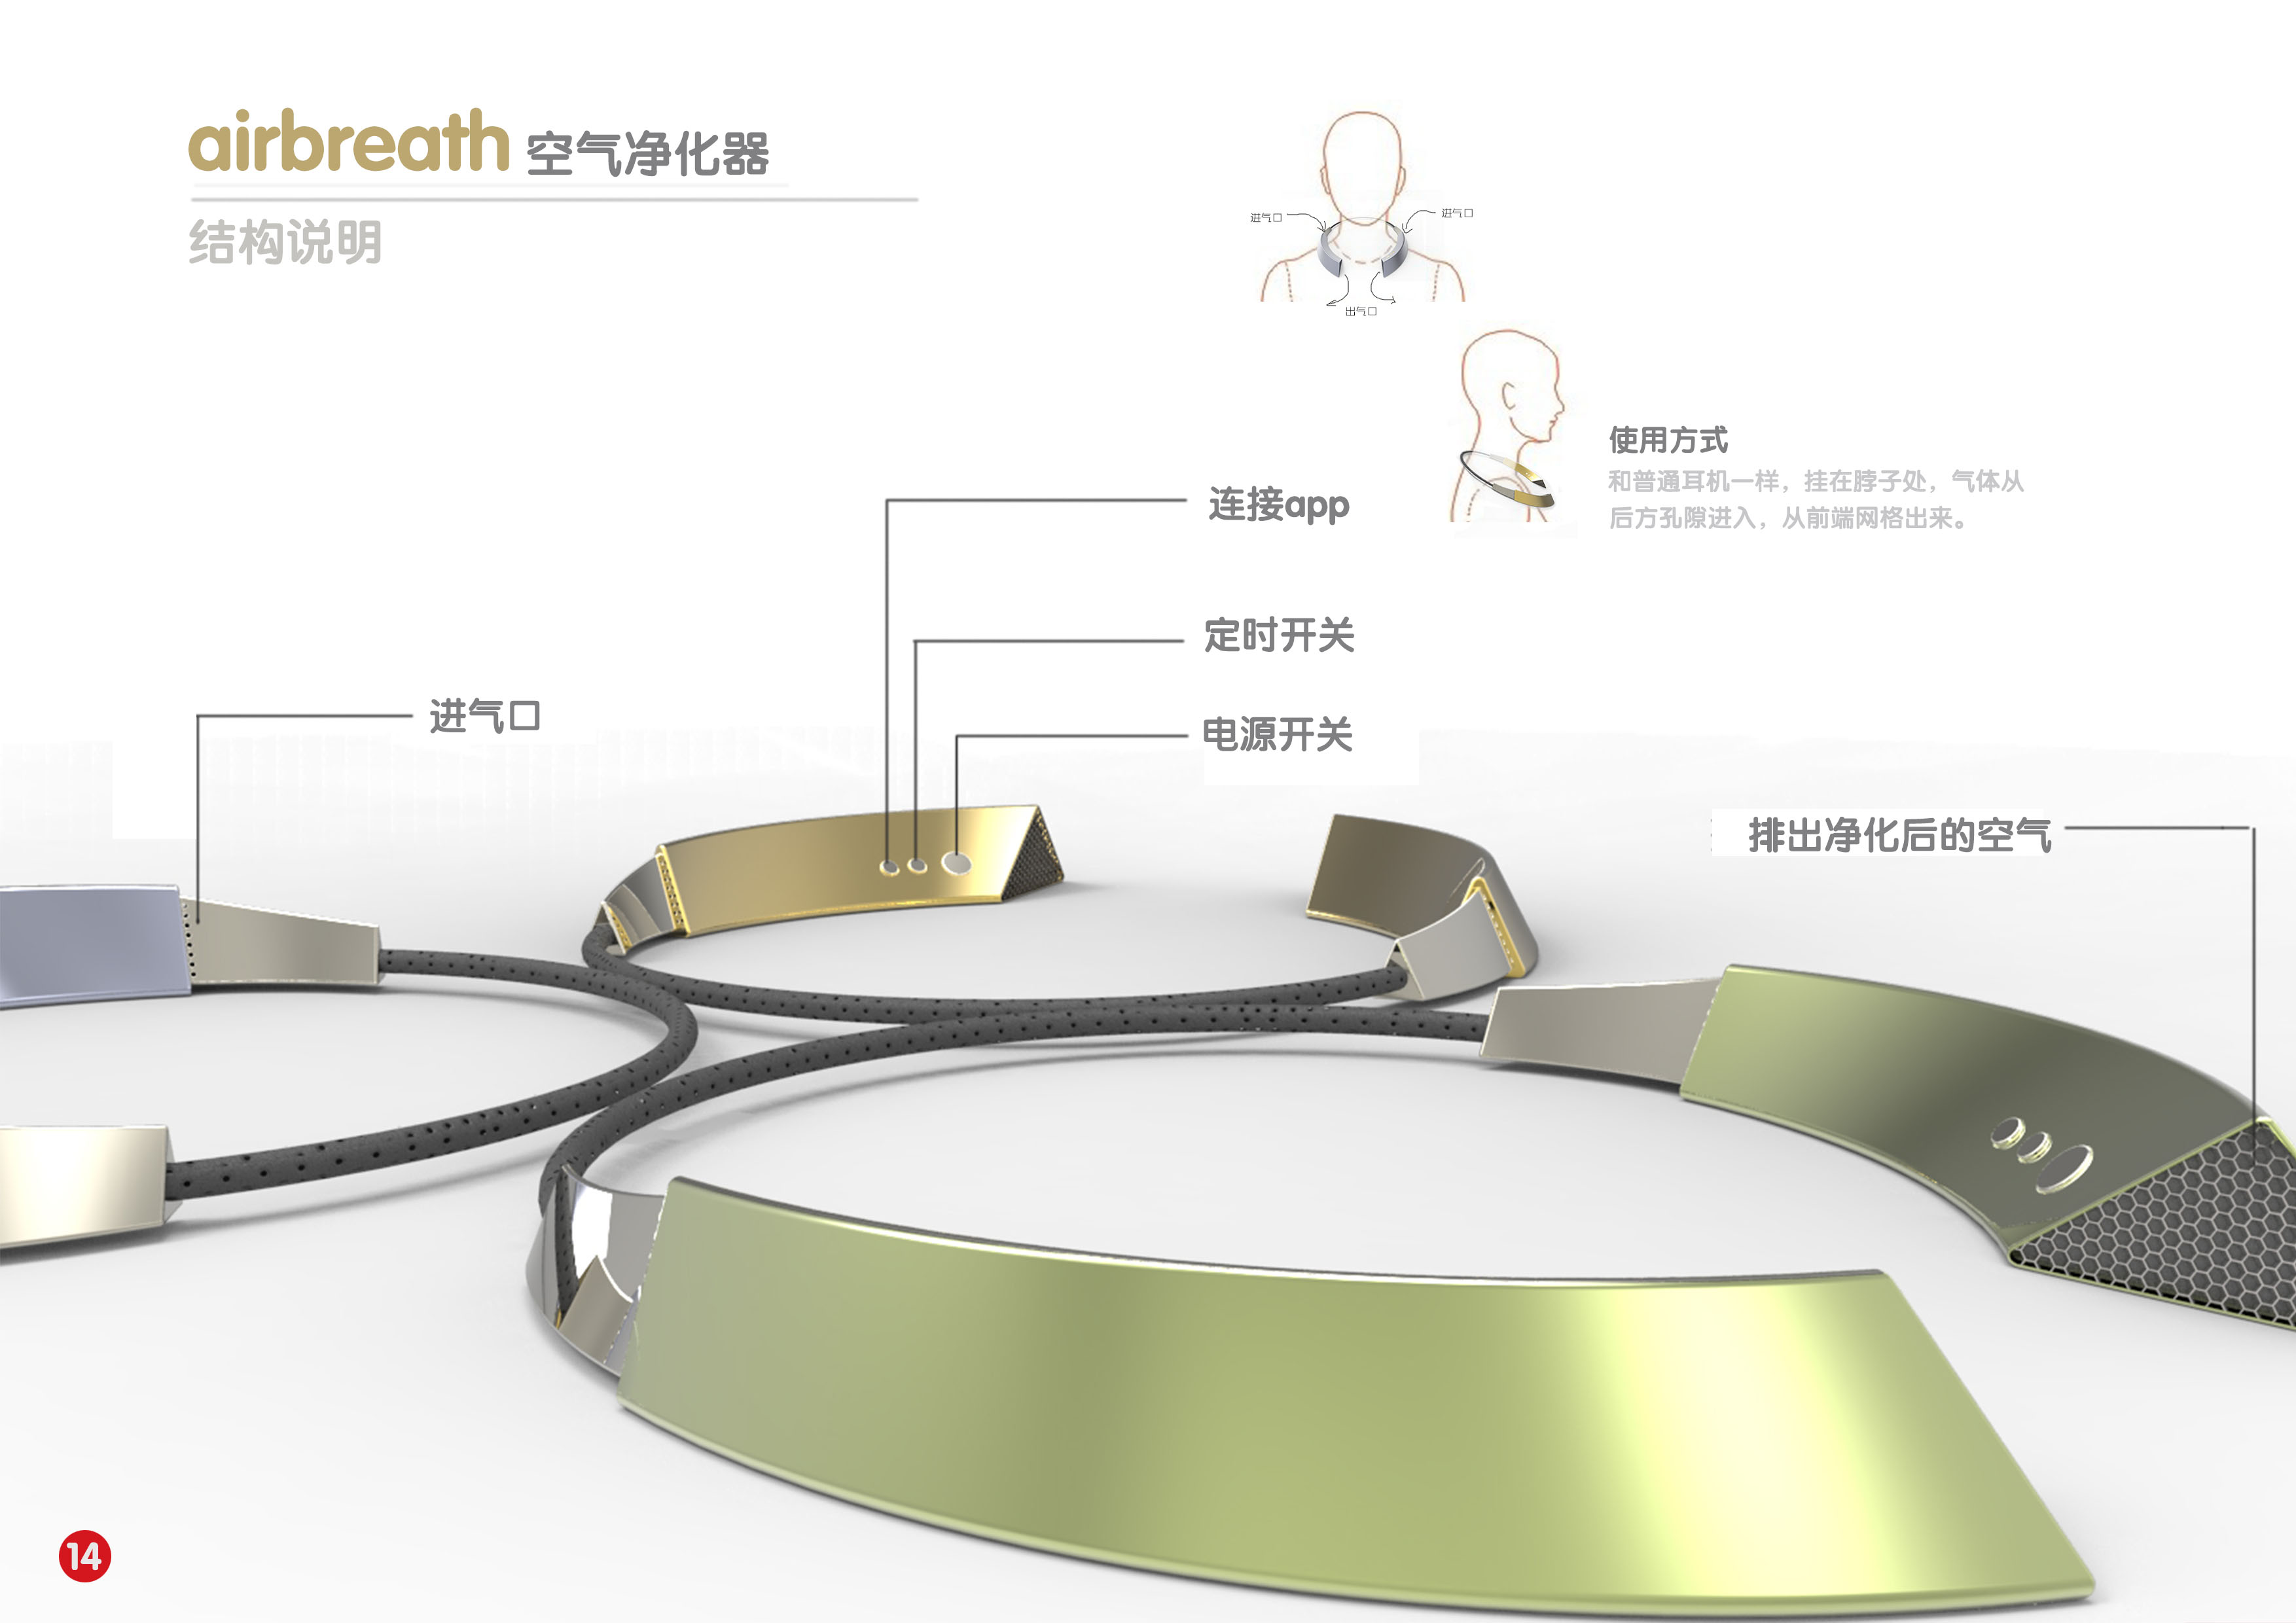 airbreath 空气净化器
结构说明
进气口
进气口
出气口
使用方式
和普通耳机一样，挂在脖子处，气体从
后方孔隙进入，从前端网格出来。
连接app
定时开关
进气口
电源开关
排出净化后的空气
14